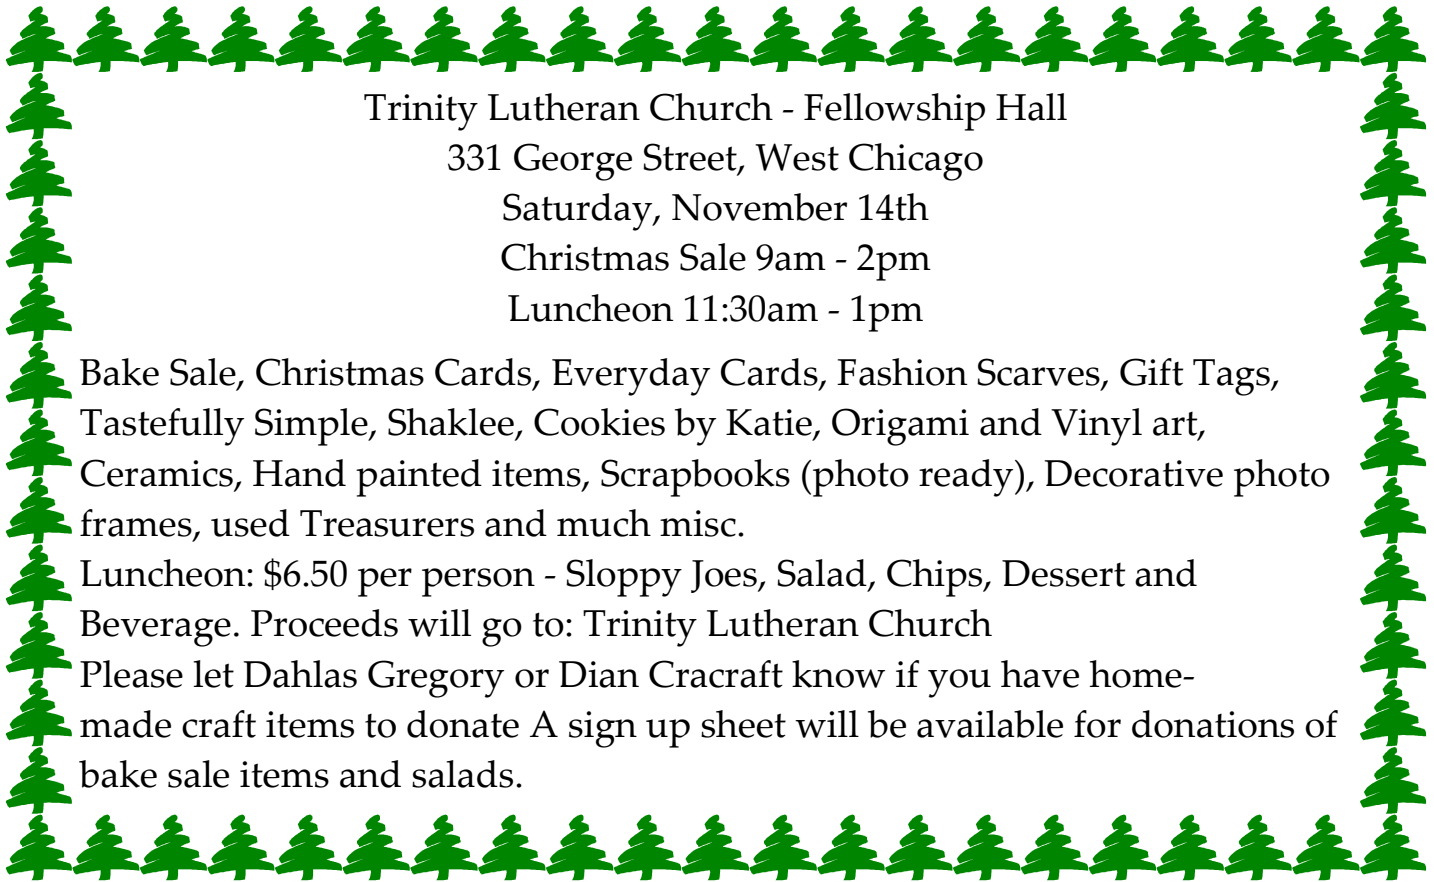 Trinity Lutheran Church - Fellowship Hall
331 George Street, West Chicago
Saturday, November 14th
Christmas Sale 9am - 2pm
Luncheon 11:30am - 1pm
Bake Sale, Christmas Cards, Everyday Cards, Fashion Scarves, Gift Tags,
Tastefully Simple, Shaklee, Cookies by Katie, Origami and Vinyl art,
Ceramics, Hand painted items, Scrapbooks (photo ready), Decorative photo
frames, used Treasurers and much misc.
Luncheon: $6.50 per person - Sloppy Joes, Salad, Chips, Dessert and
Beverage. Proceeds will go to: Trinity Lutheran Church
Please let Dahlas Gregory or Dian Cracraft know if you have home-
made craft items to donate A sign up sheet will be available for donations of
bake sale items and salads.